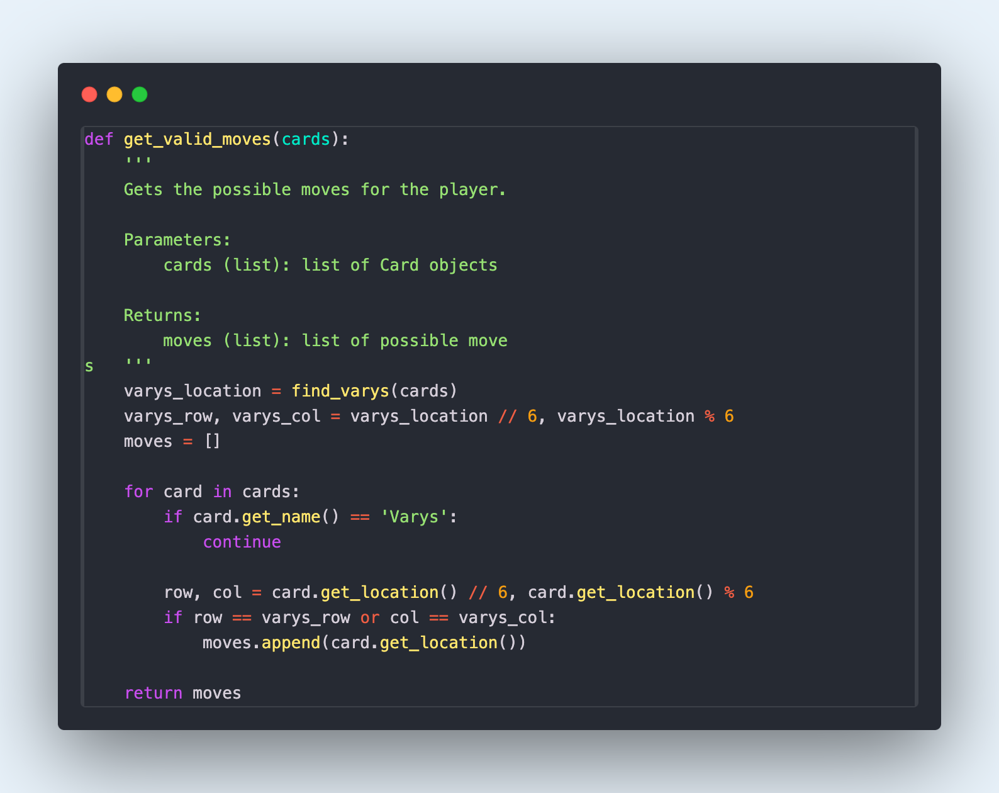 def get_valid_moves(cards):
    '''
    Gets the possible moves for the player.

    Parameters:
        cards (list): list of Card objects

    Returns:
        moves (list): list of possible move
s   '''
    varys_location = find_varys(cards)
    varys_row, varys_col = varys_location // 6, varys_location % 6
    moves = []

    for card in cards:
        if card.get_name() == 'Varys':
            continue

        row, col = card.get_location() // 6, card.get_location() % 6
        if row == varys_row or col == varys_col:
            moves.append(card.get_location())

    return moves